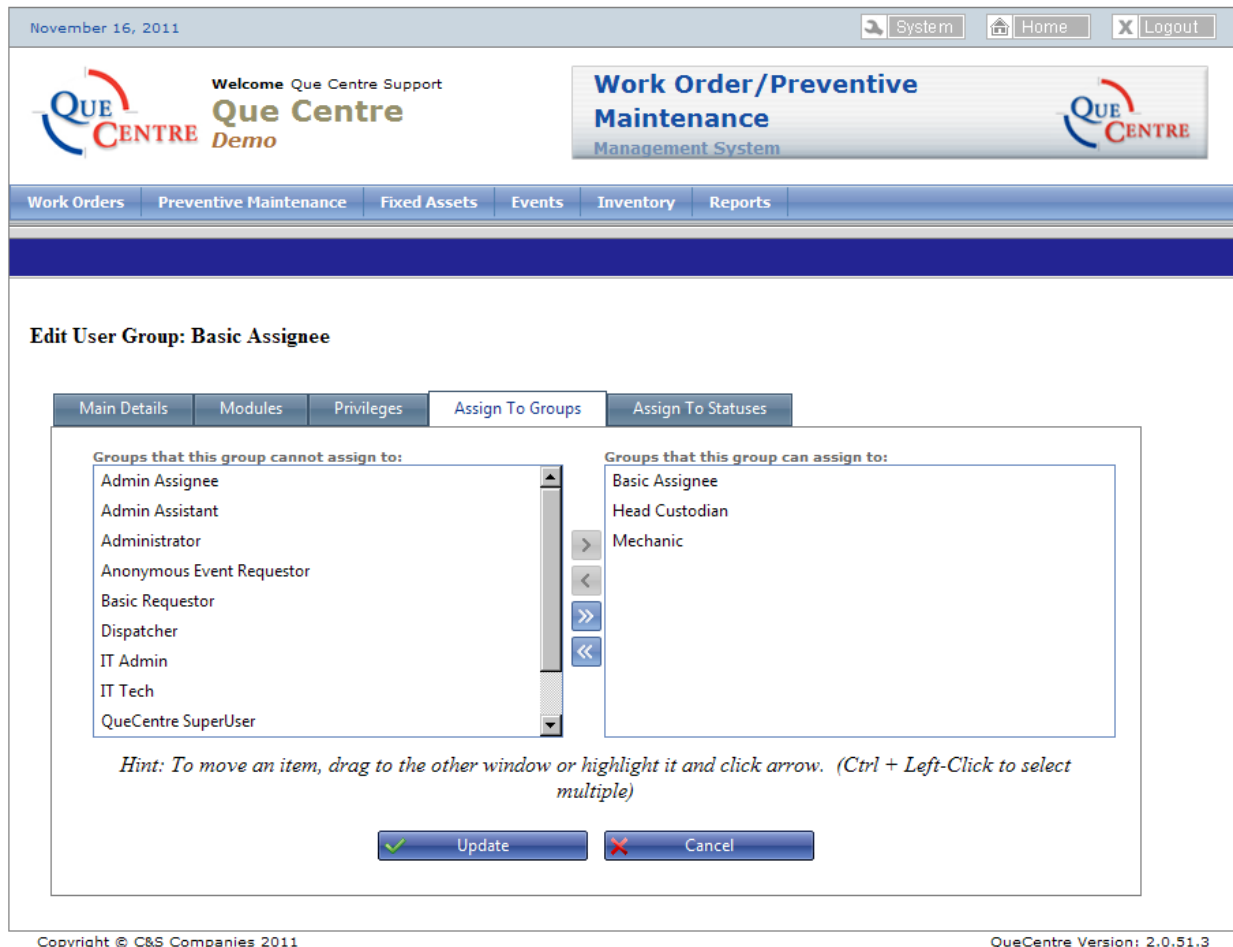 November 16, 2011
System
Home
X Logout
QUE CENTRE
Welcome Que Centre Support
Que Centre
Demo
Work Order/Preventive
Maintenance
Management System
QUE CENTRE
Work Orders Preventive Maintenance Fixed Assets Events Inventory Reports
Edit User Group: Basic Assignee
Main Details Modules Privileges Assign To Groups Assign To Statuses
Groups that this group cannot assign to:
Admin Assignee
Admin Assistant
Administrator
Anonymous Event Requestor
Basic Requestor
Dispatcher
IT Admin
IT Tech
QueCentre SuperUser
Groups that this group can assign to:
Basic Assignee
Head Custodian
Mechanic
Hint: To move an item, drag to the other window or highlight it and click arrow. (Ctrl + Left-Click to select
multiple)
Update
Cancel
Copyright © C&S Companies 2011
QueCentre Version: 2.0.51.3